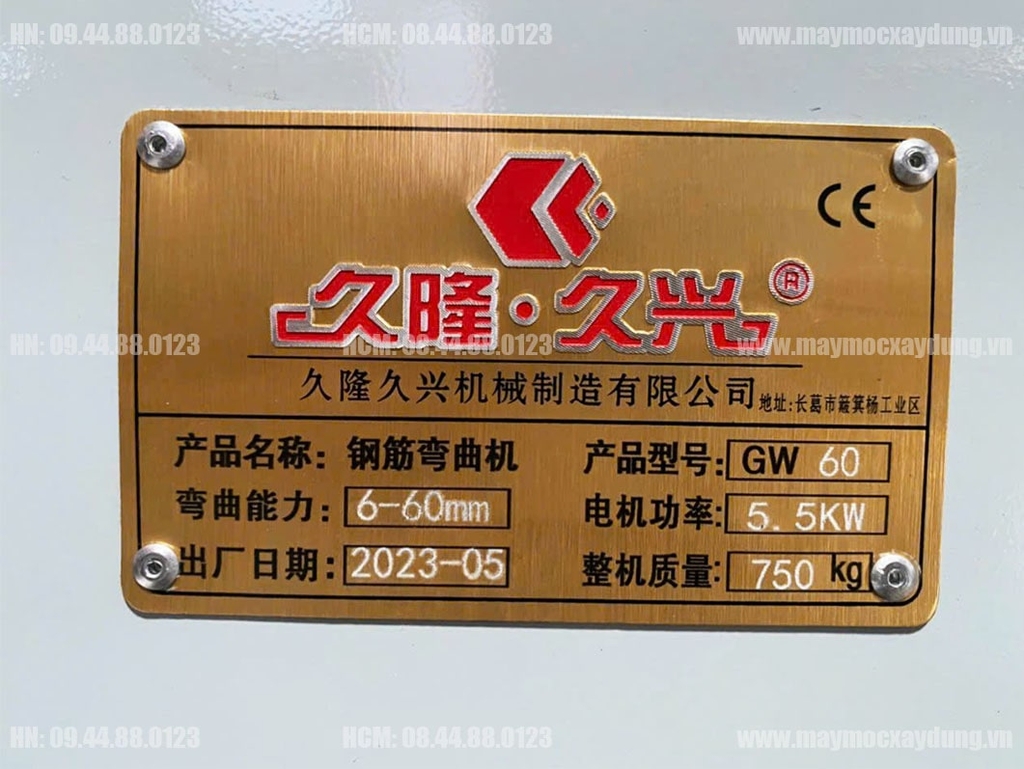 HN: 09.44.88.0123 HCM: 08.44.88.0123 www.maymocxaydung.vn
CE
久隆·久兴®
HN: 09.44.88.0123 HCM: 08.44.88.0123 www.maymocxaydung.vn
久隆久兴机械制造有限公司 地址:长葛市簸箕杨工业区
产品名称: 钢筋弯曲机 产品型号: GW 60
弯曲能力: 6-60mm 电机功率: 5.5KW
出厂日期: 2023-05 整机质量: 750 kg
HN: 09.44.88.0123 HCM: 08.44.88.0123 www.maymocxaydung.vn